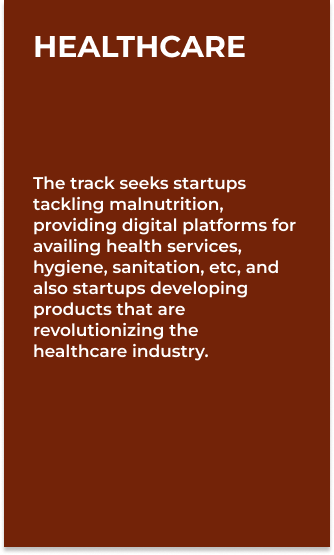 HEALTHCARE
The track seeks startups
tackling malnutrition,
providing digital platforms for
availing health services,
hygiene, sanitation, etc, and
also startups developing
products that are
revolutionizing the
healthcare industry.